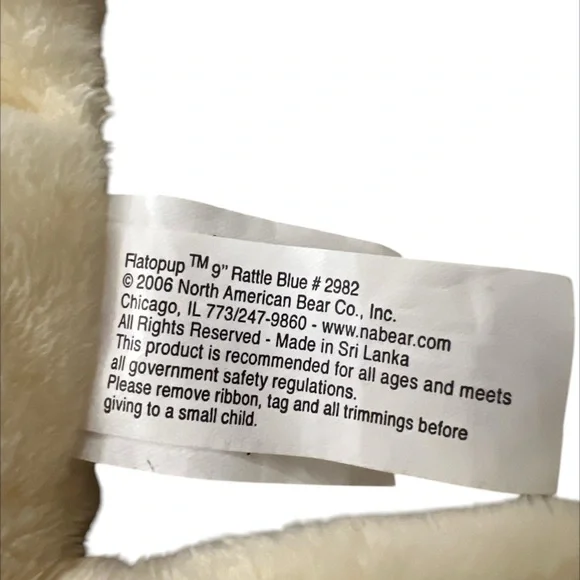 Flatopup ™ 9” Rattle Blue # 2982
© 2006 North American Bear Co., Inc.
Chicago, IL 773/247-9860 - www.nabear.com
All Rights Reserved - Made in Sri Lanka
This product is recommended for all ages and meets
all government safety regulations.
Please remove ribbon, tag and all trimmings before
giving to a small child.